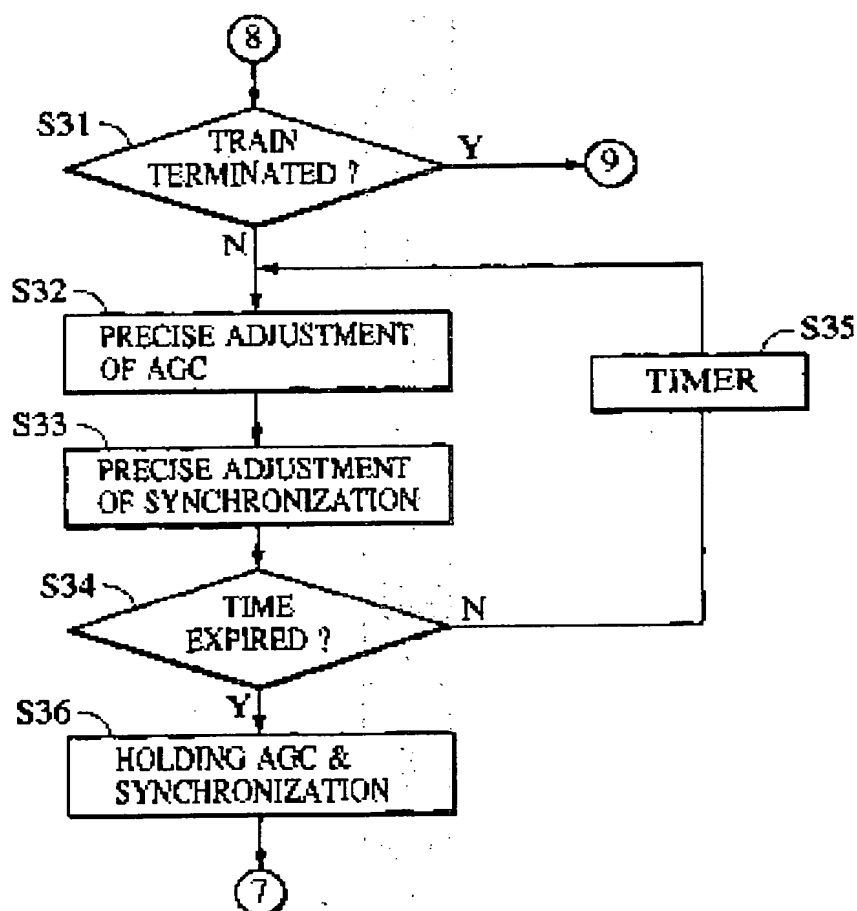 8
S31
TRAIN
TERMINATED ?
Y
9
N
S32
PRECISE ADJUSTMENT
OF AGC
S35
TIMER
S33
PRECISE ADJUSTMENT
OF SYNCHRONIZATION
S34
TIME
EXPIRED ?
N
Y
S36
HOLDING AGC &
SYNCHRONIZATION
7